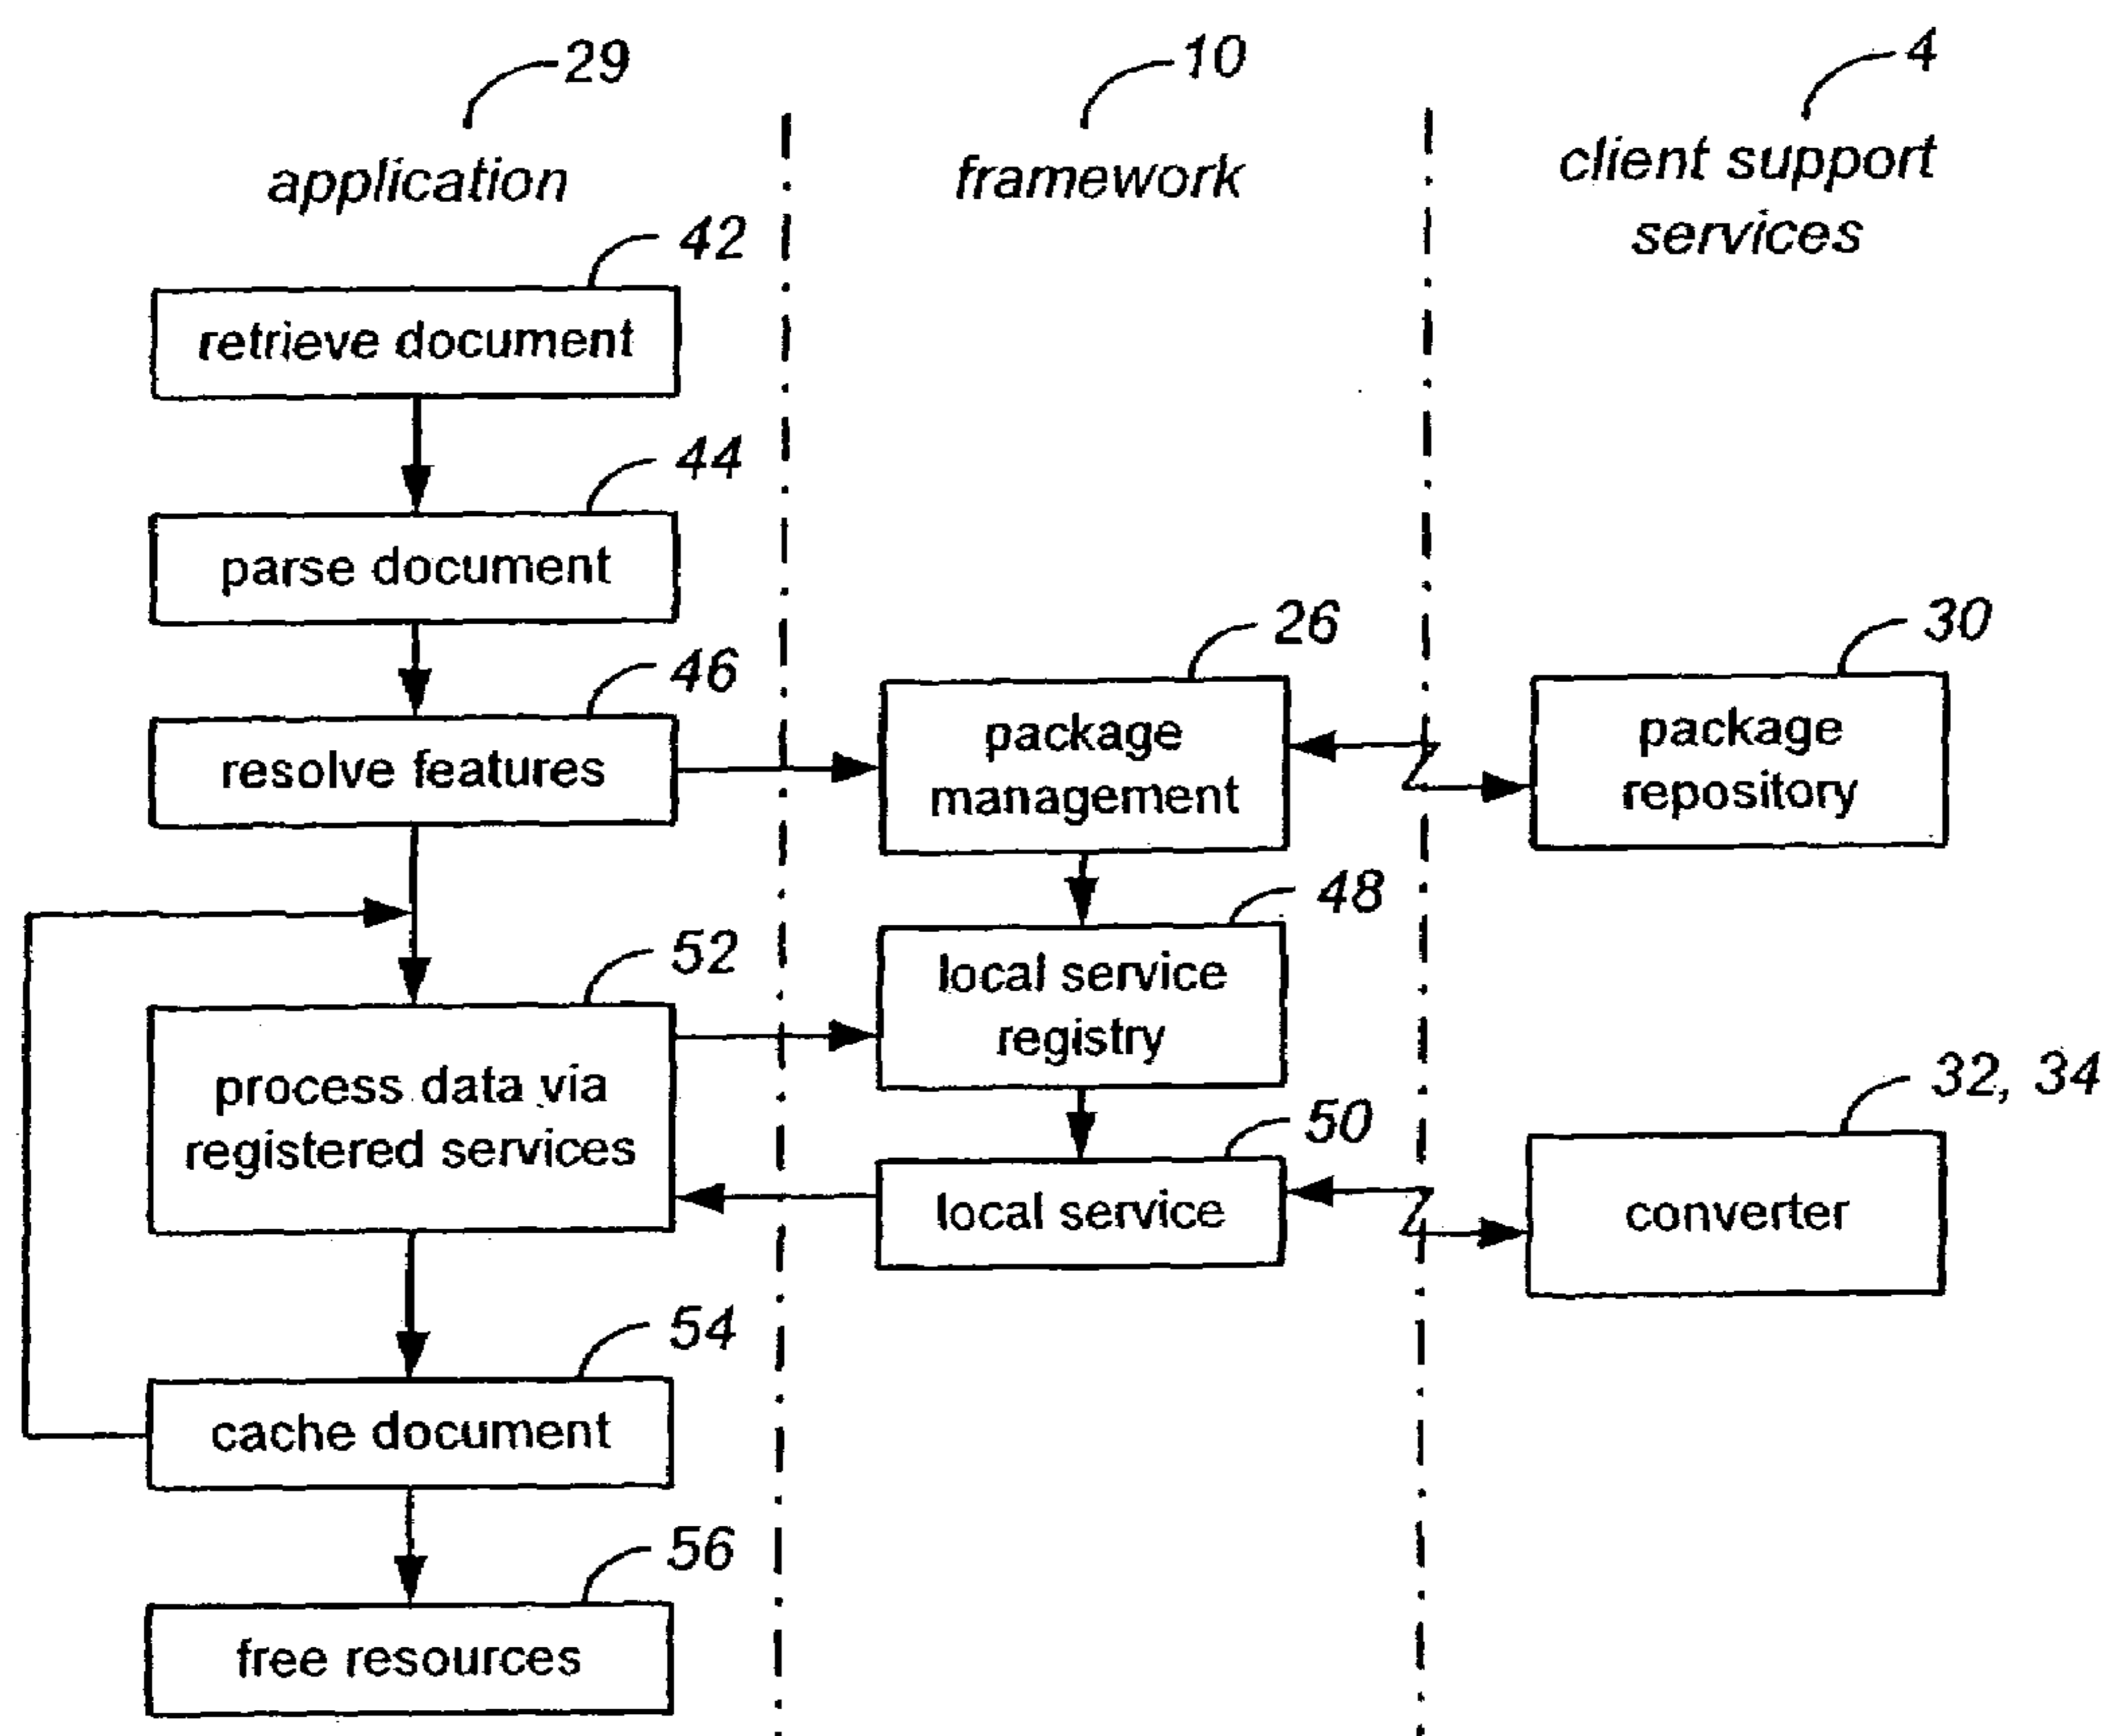 29
10
4
application
framework
client support
services
42
retrieve document
44
parse document
46
resolve features
26
package
management
30
package
repository
48
local service
registry
52
process data via
registered services
50
local service
32, 34
converter
54
cache document
56
free resources